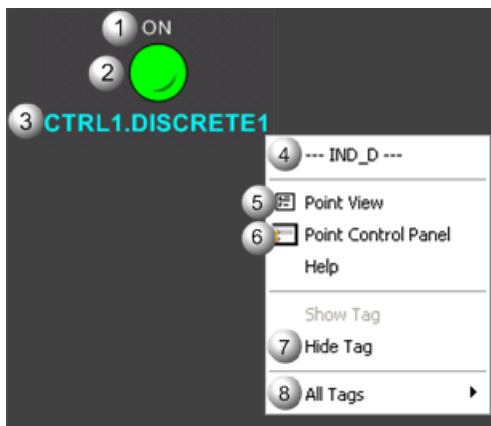 1 ON
2
3 CTRL1.DISCRETE1
4 --- IND_D ---
5 Point View
6 Point Control Panel
Help
Show Tag
7 Hide Tag
8 All Tags